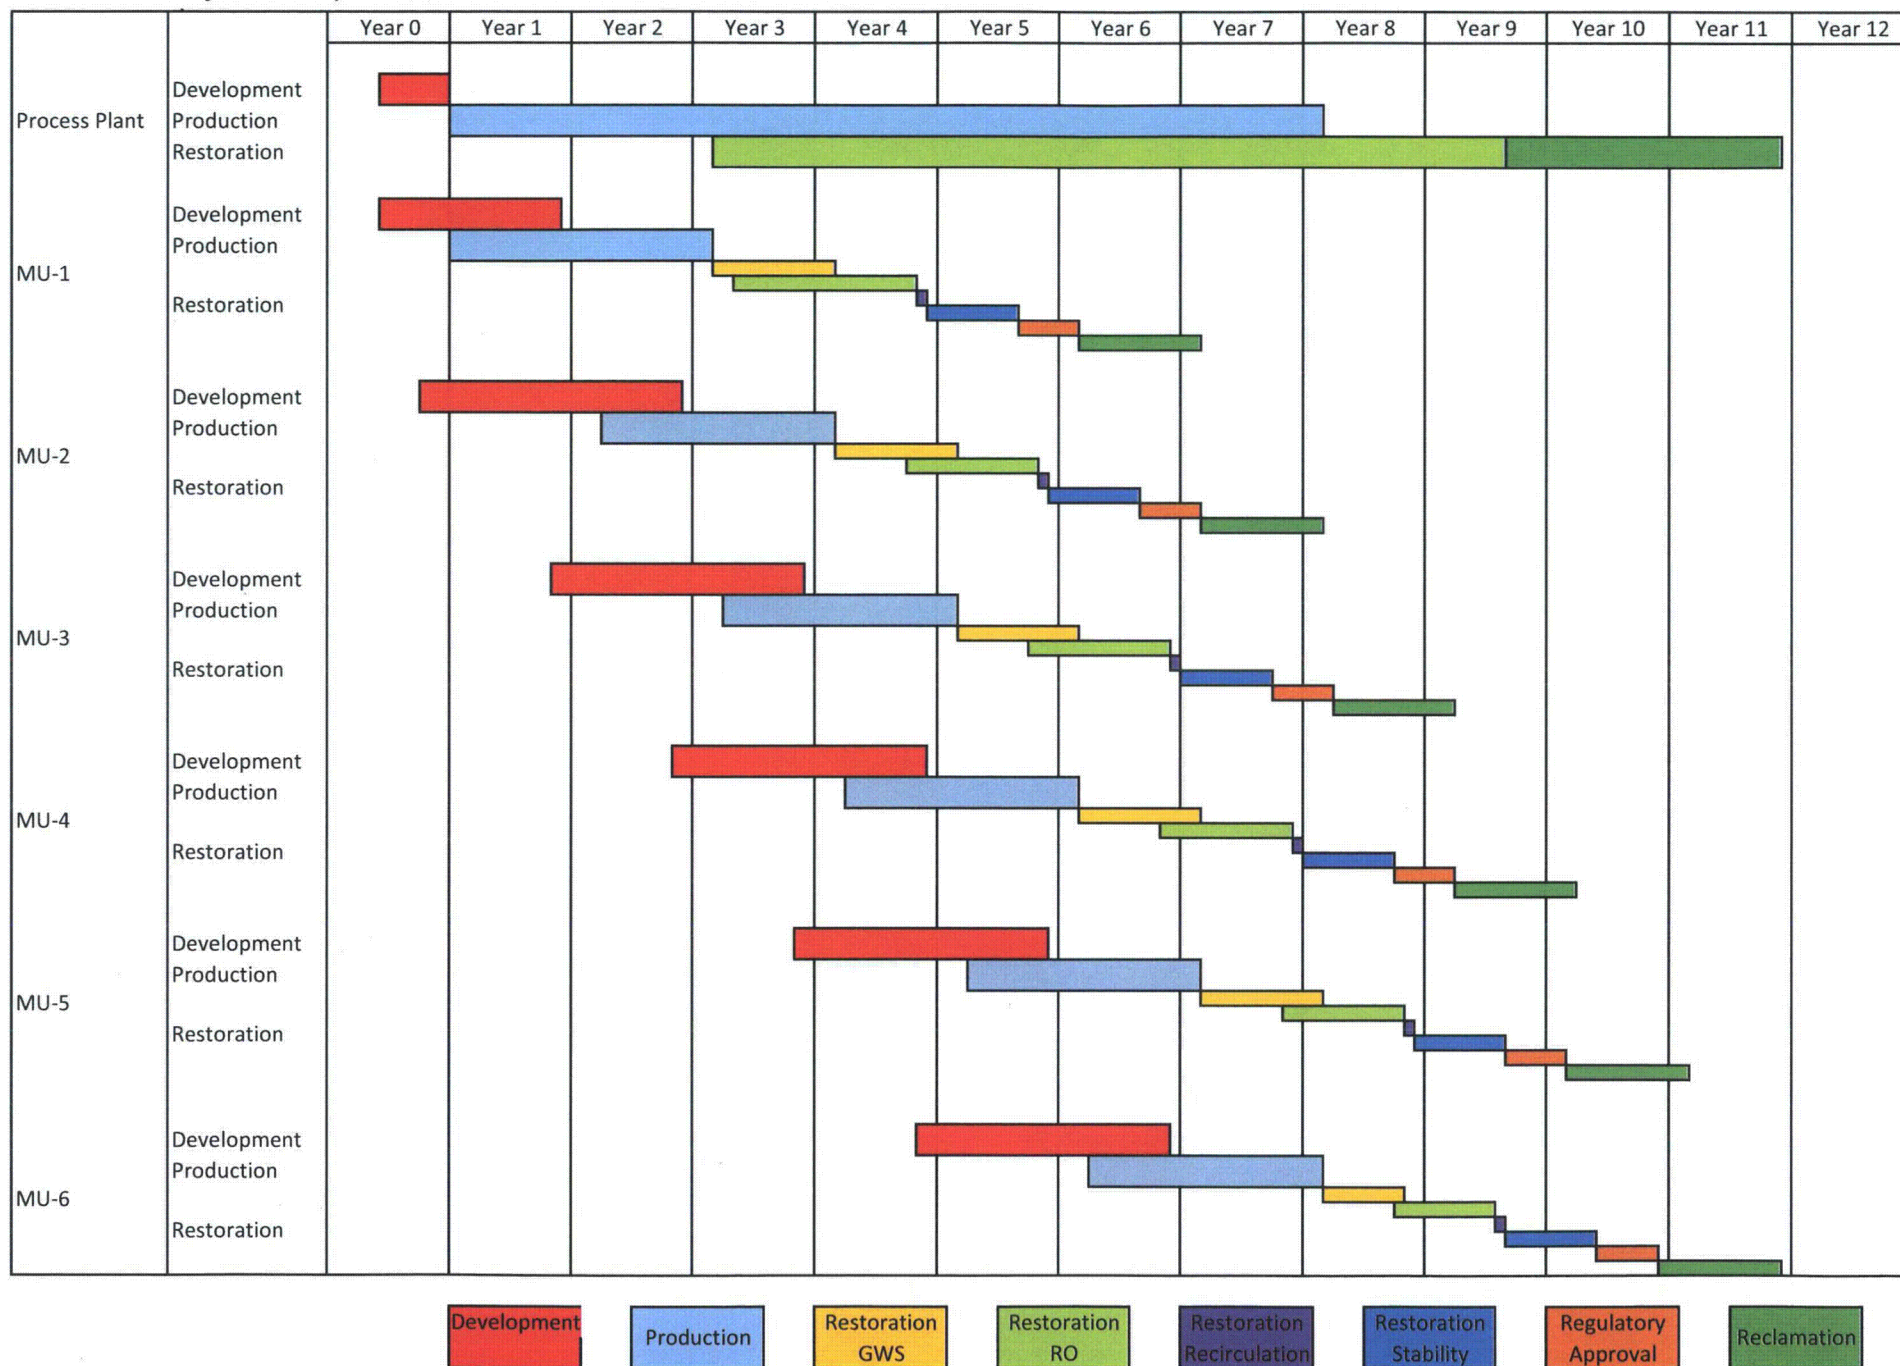 Year 0 Year 1 Year 2 Year 3 Year 4 Year 5 Year 6 Year 7 Year 8 Year 9 Year 10 Year 11 Year 12
Development
Process Plant Production
Restoration
Development
Production
MU-1
Restoration
Development
Production
MU-2
Restoration
Development
Production
MU-3
Restoration
Development
Production
MU-4
Restoration
Development
Production
MU-5
Restoration
Development
Production
MU-6
Restoration
Development
Production
Restoration
GWS
Restoration
RO
Restoration
Recirculation
Restoration
Stability
Regulatory
Approval
Reclamation